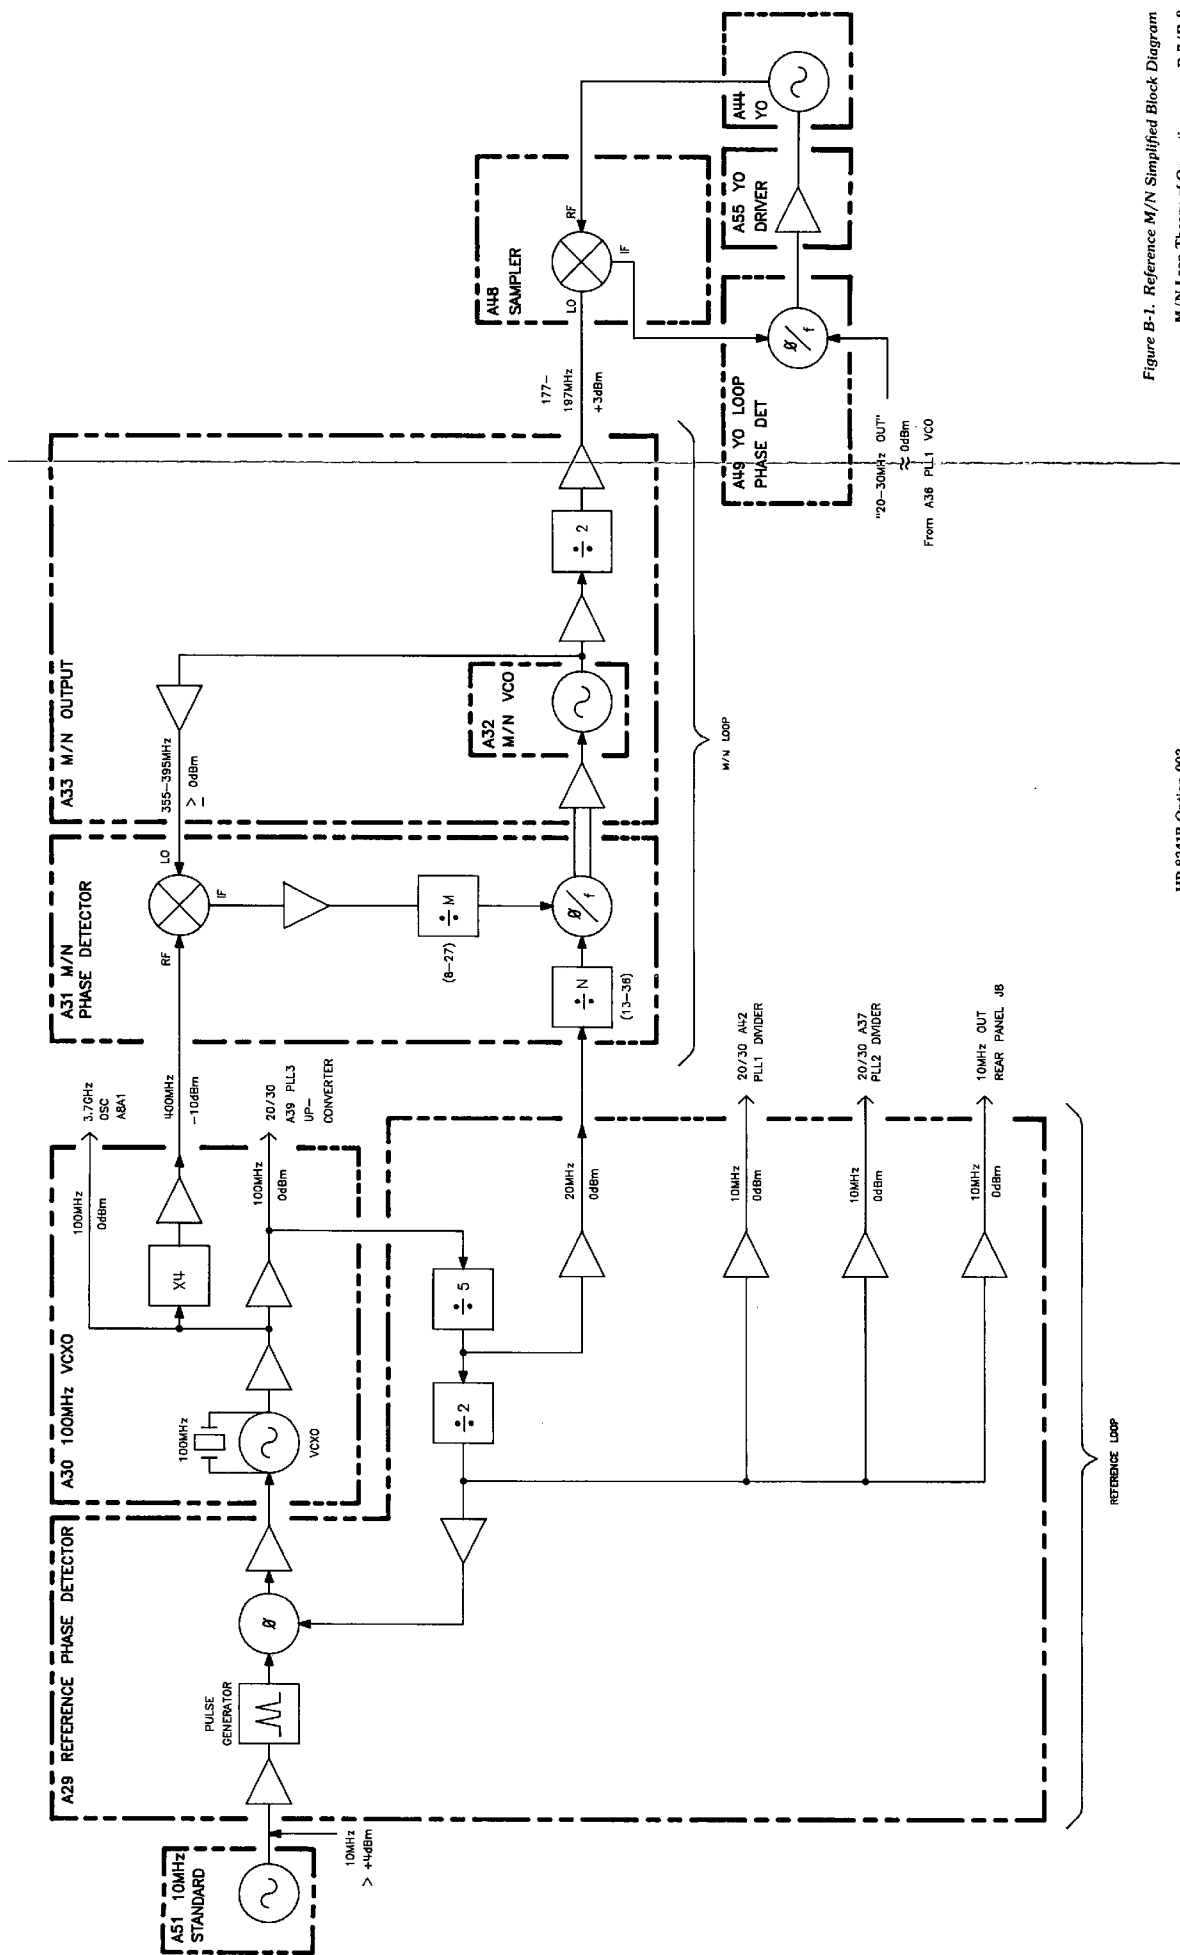 A51 10MHz
STANDARD
10MHz
> +4dBm
A29 REFERENCE PHASE DETECTOR
PULSE
GENERATOR
Ø
A30 100MHz VCXO
100MHz
VCXO
X4
100MHz
0dBm
3.7GHz
OSC
A8A1
400MHz
-10dBm
100MHz
0dBm
20/30
A39 PLL3
UP-
CONVERTER
÷ 5
÷ 2
20MHz
0dBm
10MHz
0dBm
20/30 A42
PLL1 DIVIDER
10MHz
0dBm
20/30 A37
PLL2 DIVIDER
10MHz
0dBm
10MHz OUT
REAR PANEL J8
REFERENCE LOOP
A31 M/N
PHASE DETECTOR
RF
LO
IF
÷ M
(8-27)
Ø/f
÷ N
(13-36)
A33 M/N OUTPUT
355-395MHz
≥ 0dBm
A32
M/N VCO
÷ 2
M/N LOOP
177-
197MHz
+3dBm
A48
SAMPLER
LO
RF
IF
A49 YO LOOP
PHASE DET
Ø/f
"20-30MHz OUT"
≈ 0dBm
From A36 PLL1 VCO
A55 YO
DRIVER
A44
YO
Figure B-1. Reference M/N Simplified Block Diagram